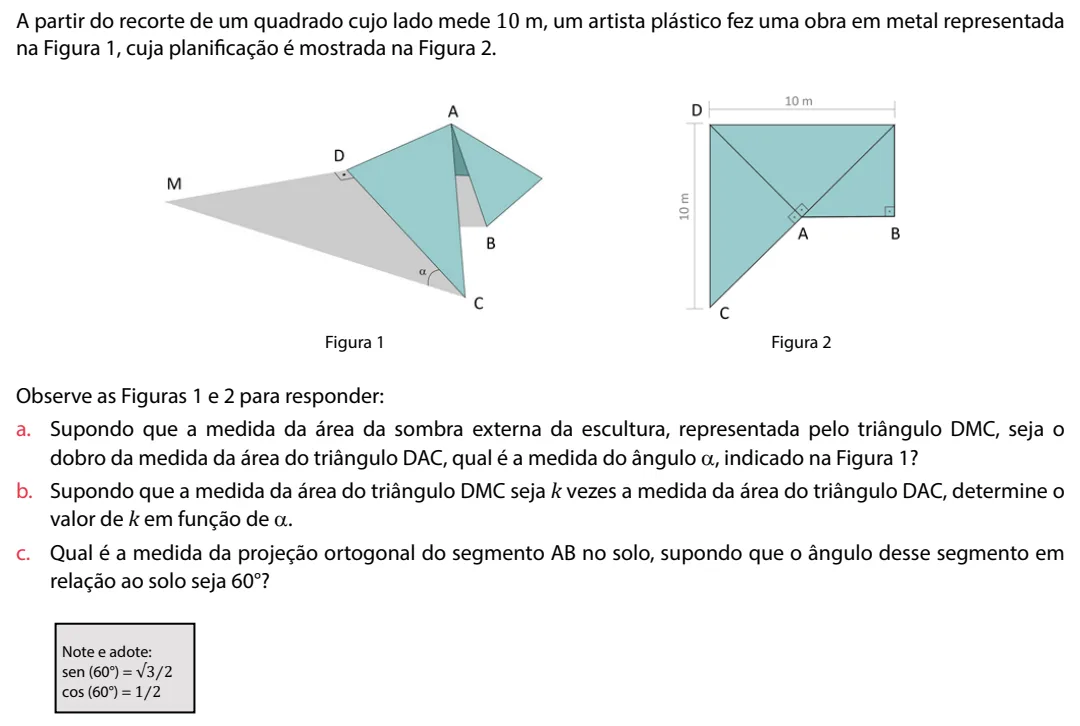 A partir do recorte de um quadrado cujo lado mede 10 m, um artista plástico fez uma obra em metal representada
na Figura 1, cuja planificação é mostrada na Figura 2.
A
D
M
B
α
C
Figura 1
10 m
D
10 m
A
B
C
Figura 2
Observe as Figuras 1 e 2 para responder:
a. Supondo que a medida da área da sombra externa da escultura, representada pelo triângulo DMC, seja o
dobro da medida da área do triângulo DAC, qual é a medida do ângulo α, indicado na Figura 1?
b. Supondo que a medida da área do triângulo DMC seja k vezes a medida da área do triângulo DAC, determine o
valor de k em função de α.
c. Qual é a medida da projeção ortogonal do segmento AB no solo, supondo que o ângulo desse segmento em
relação ao solo seja 60°?
Note e adote:
sen (60°) = √3/2
cos (60°) = 1/2